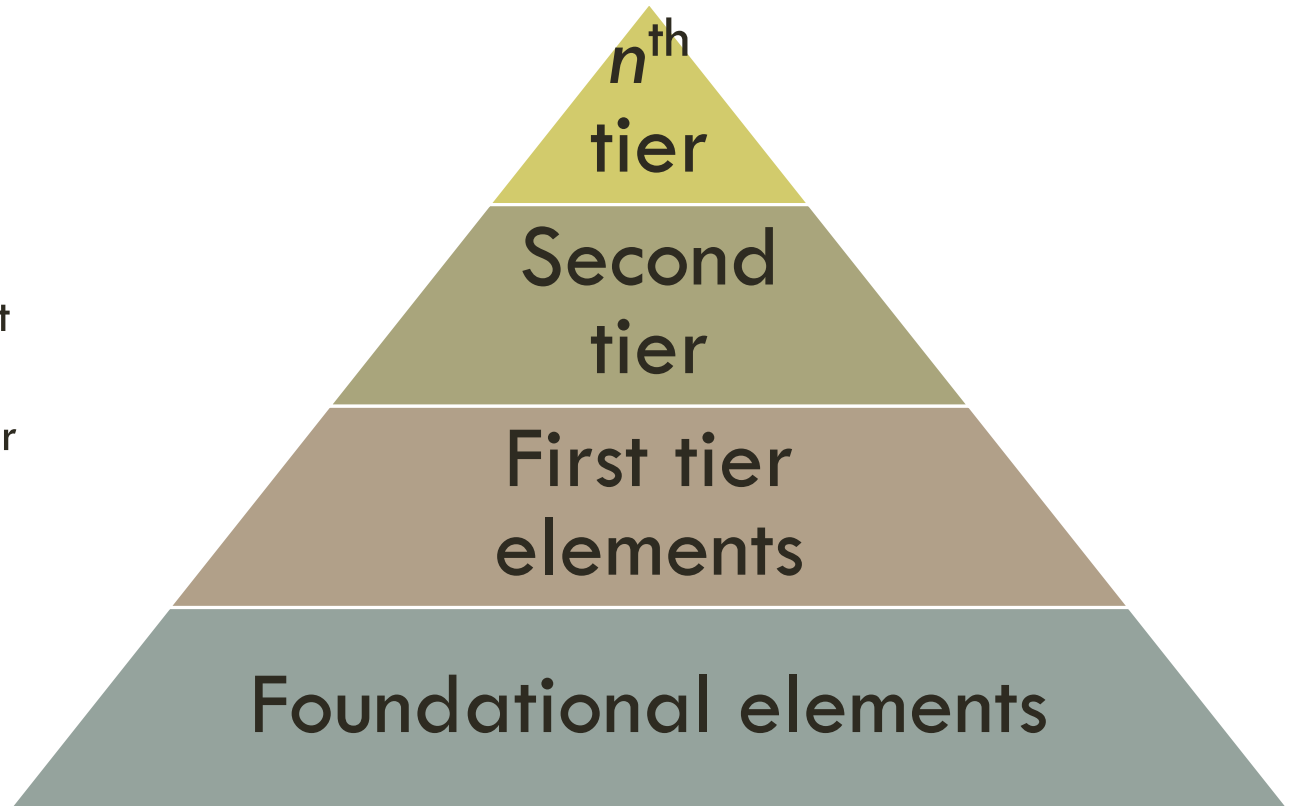 nth
tier
Second
tier
t
First tier
r
elements
Foundational elements